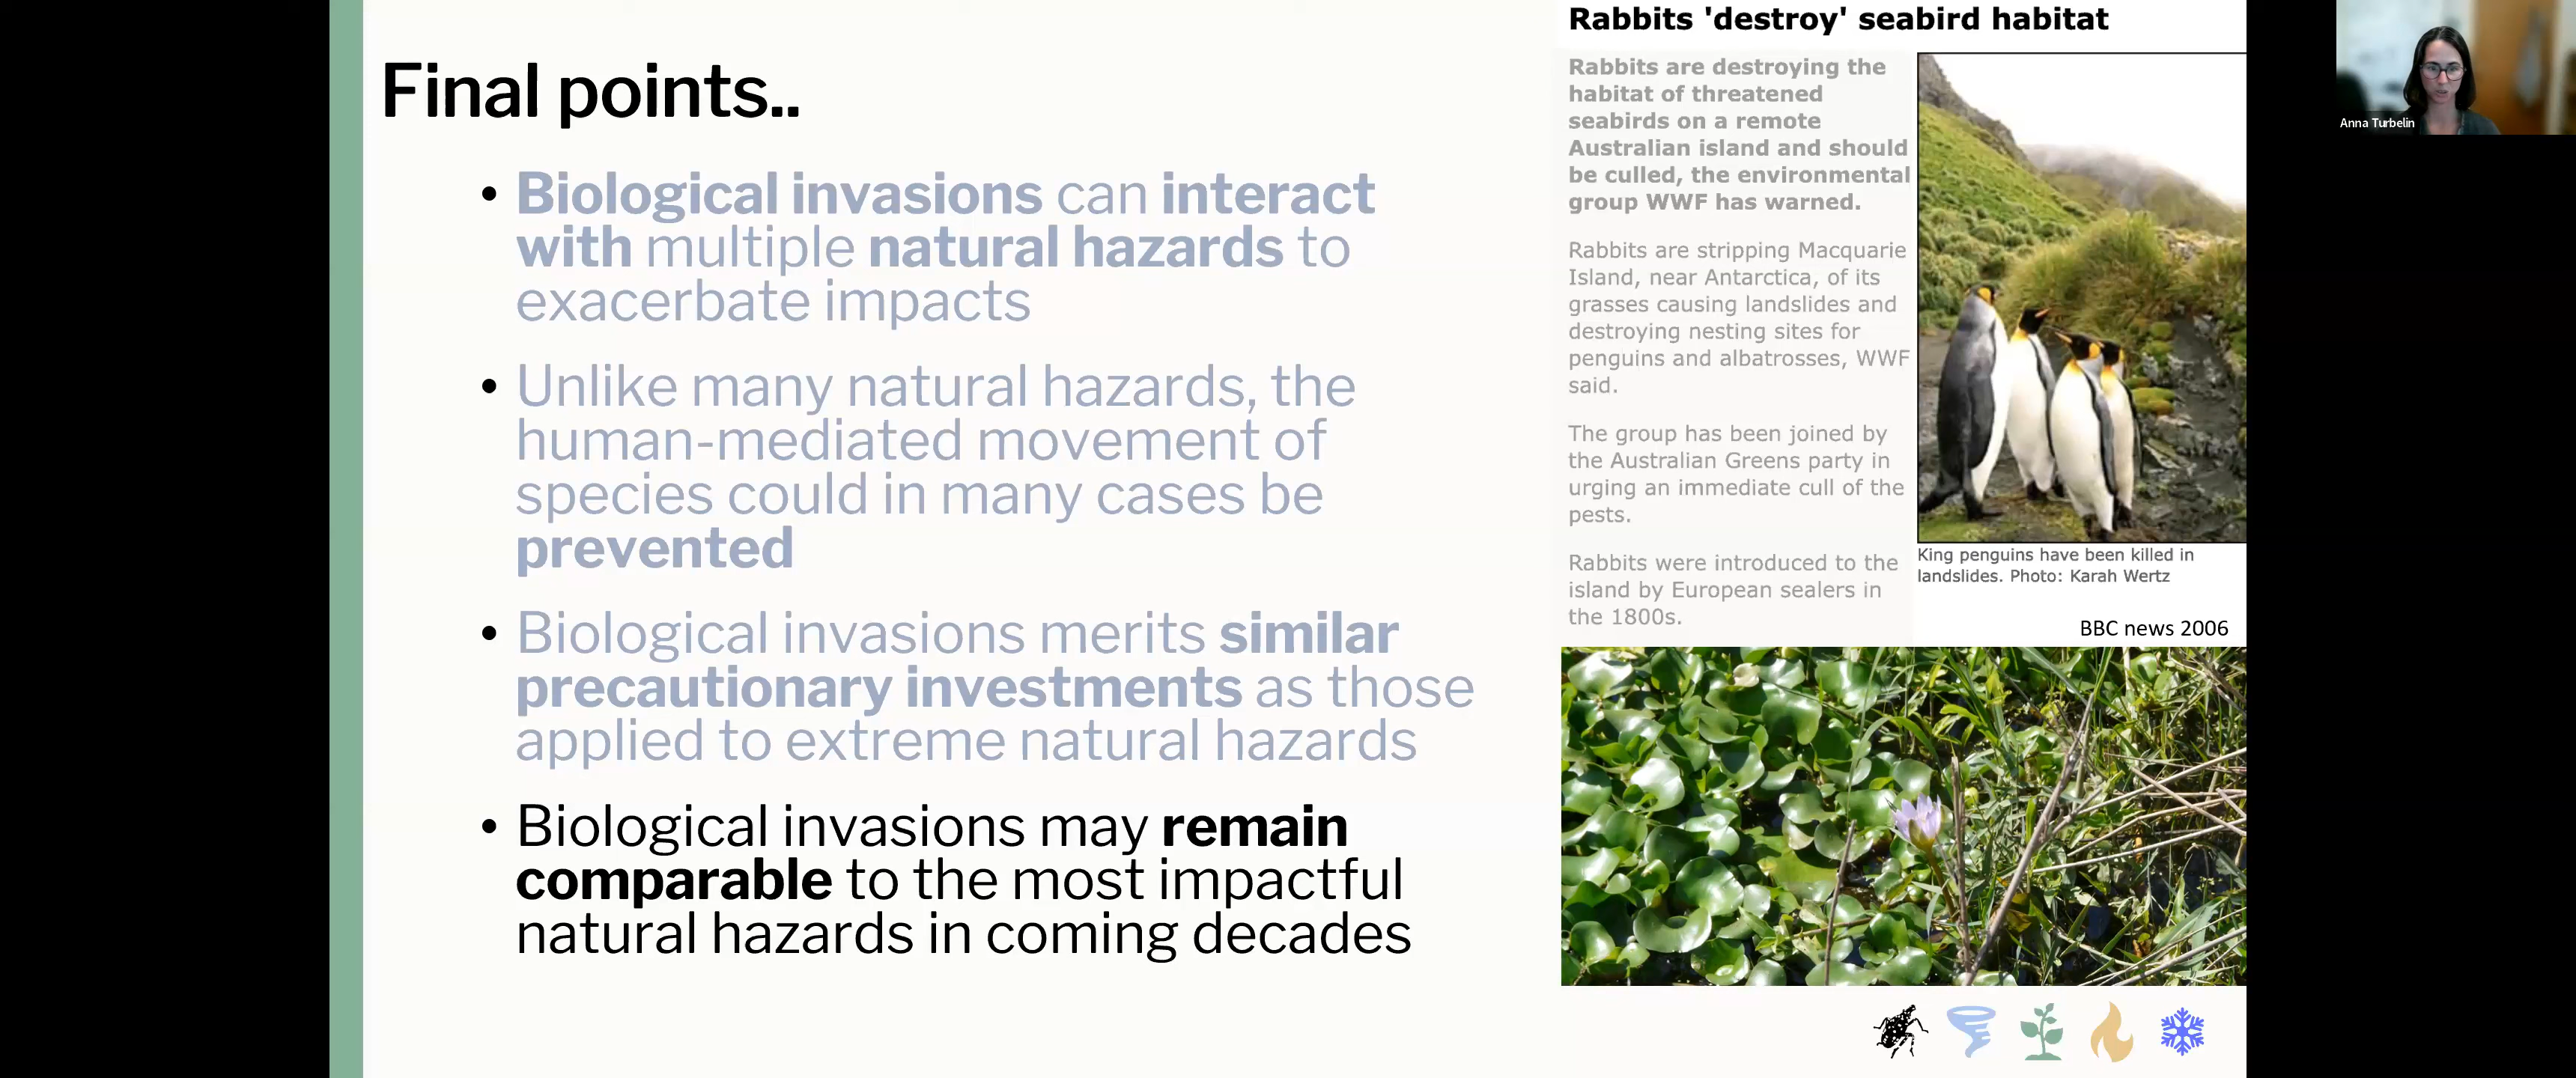 Final points..
• Biological invasions can interact
with multiple natural hazards to
exacerbate impacts
• Unlike many natural hazards, the
human-mediated movement of
species could in many cases be
prevented
• Biological invasions merits similar
precautionary investments as those
applied to extreme natural hazards
• Biological invasions may remain
comparable to the most impactful
natural hazards in coming decades
Rabbits 'destroy' seabird habitat
Rabbits are destroying the
habitat of threatened
seabirds on a remote
Australian island and should
be culled, the environmental
group WWF has warned.
Rabbits are stripping Macquarie
Island, near Antarctica, of its
grasses causing landslides and
destroying nesting sites for
penguins and albatrosses, WWF
said.
The group has been joined by
the Australian Greens party in
urging an immediate cull of the
pests.
Rabbits were introduced to the
island by European sealers in
the 1800s.
King penguins have been killed in
landslides. Photo: Karah Wertz
BBC news 2006
Anna Turbelin